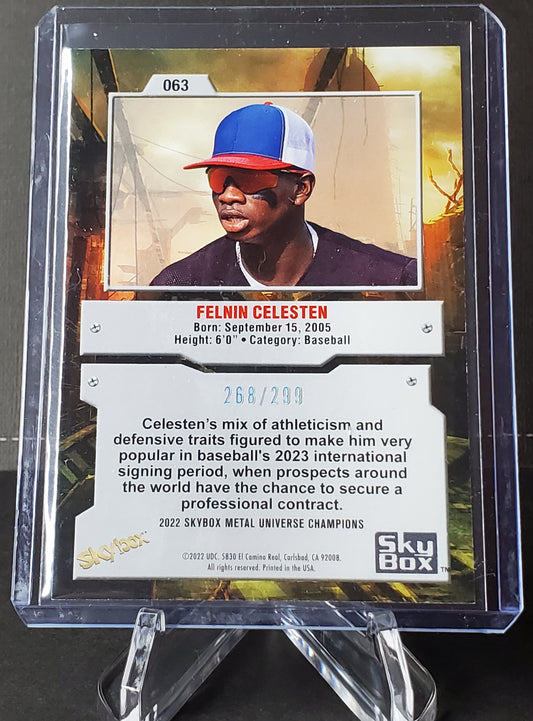 063
FELNIN CELESTEN
Born: September 15, 2005
Height: 6'0" • Category: Baseball
268/299
Celesten's mix of athleticism and
defensive traits figured to make him very
popular in baseball's 2023 international
signing period, when prospects around
the world have the chance to secure a
professional contract.
2022 SKYBOX METAL UNIVERSE CHAMPIONS
Skybox™
©2022 UDC. 5830 El Camino Real, Carlsbad, CA 92008.
All rights reserved. Printed in the USA.
Sky
Box™